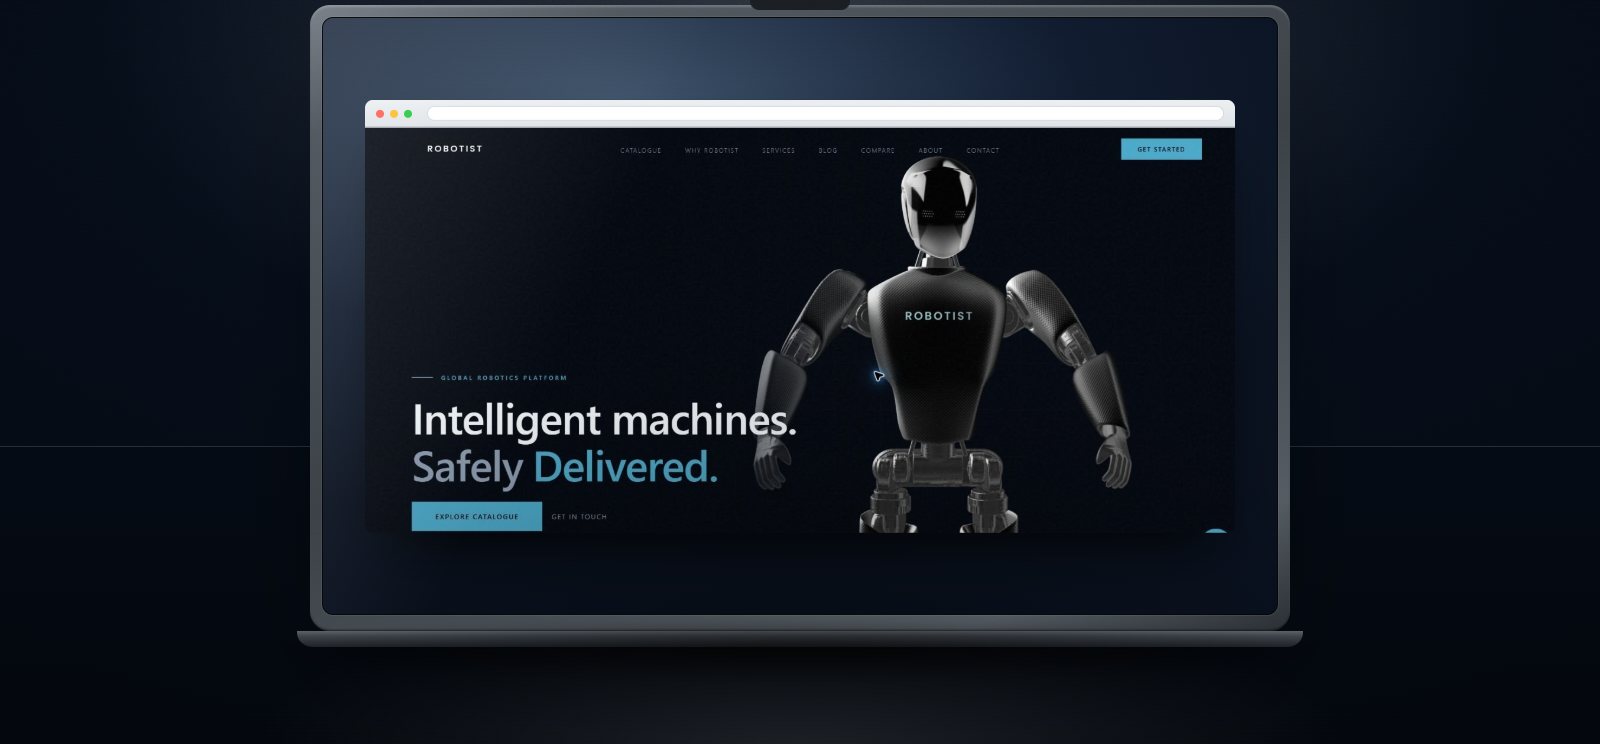 ROBOTIST
CATALOGUE WHY ROBOTIST SERVICES BLOG COMPARE ABOUT CONTACT
GET STARTED
ROBOTIST
GLOBAL ROBOTICS PLATFORM
Intelligent machines.
Safely Delivered.
EXPLORE CATALOGUE GET IN TOUCH